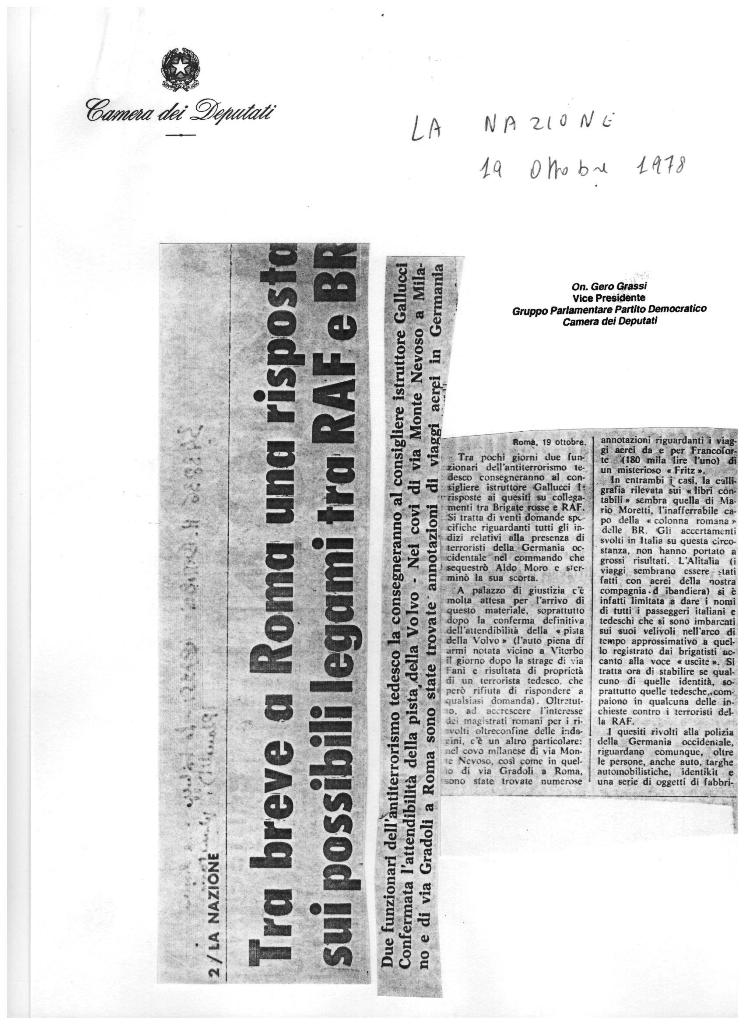 Camera dei Deputati
LA NAZIONE
19 Ottobre 1978
On. Gero Grassi
Vice Presidente
Gruppo Parlamentare Partito Democratico
Camera dei Deputati
2 / LA NAZIONE
Tra breve a Roma una risposta
sui possibili legami tra RAF e BR
Due funzionari dell'antiterrorismo tedesco la consegneranno al consigliere istruttore Gallucci
Confermata l'attendibilità della pista della Volvo - Nei covi di via Monte Nevoso a Mila-
no e di via Gradoli a Roma sono state trovate annotazioni di viaggi aerei in Germania
Roma, 19 ottobre.
Tra pochi giorni due fun-
zionari dell'antiterrorismo te-
desco consegneranno al con-
sigliere istruttore Gallucci le
risposte ai quesiti su collega-
menti tra Brigate rosse e RAF.
Si tratta di venti domande spe-
cifiche riguardanti tutti gli in-
dizi relativi alla presenza di
terroristi della Germania oc-
cidentale nel commando che
sequestrò Aldo Moro e ster-
minò la sua scorta.
A palazzo di giustizia c'è
molta attesa per l'arrivo di
questo materiale, soprattutto
dopo la conferma definitiva
dell'attendibilità della « pista
della Volvo » (l'auto piena di
armi notata vicino a Viterbo
il giorno dopo la strage di via
Fani e risultata di proprietà
di un terrorista tedesco, che
però rifiuta di rispondere a
qualsiasi domanda). Oltretut-
to, ad accrescere l'interesse
dei magistrati romani per i ri-
svolti oltreconfine delle inda-
gini, c'è un altro particolare:
nel covo milanese di via Mon-
te Nevoso, così come in quel-
lo di via Gradoli a Roma,
sono state trovate numerose
annotazioni riguardanti i viag-
gi aerei da e per Francofor-
te (180 mila lire l'uno) di
un misterioso « Fritz ».
In entrambi i casi, la calli-
grafia rilevata sui « libri con-
tabili » sembra quella di Ma-
rio Moretti, l'inafferrabile ca-
po della « colonna romana »
delle BR. Gli accertamenti
svolti in Italia su questa circo-
stanza, non hanno portato a
grossi risultati. L'Alitalia (i
viaggi sembrano essere stati
fatti con aerei della nostra
compagnia d ibandiera) si è
infatti limitata a dare i nomi
di tutti i passeggeri italiani e
tedeschi che si sono imbarcati
sui suoi velivoli nell'arco di
tempo approssimativo a quel-
lo registrato dai brigatisti ac-
canto alla voce « uscite ». Si
tratta ora di stabilire se qual-
cuno di quelle identità, so-
prattutto quelle tedesche, com-
paiono in qualcuna delle in-
chieste contro i terroristi del-
la RAF.
I quesiti rivolti alla polizia
della Germania occidentale,
riguardano comunque, oltre
le persone, anche auto, targhe
automobilistiche, identikit e
una serie di oggetti di fabbri-